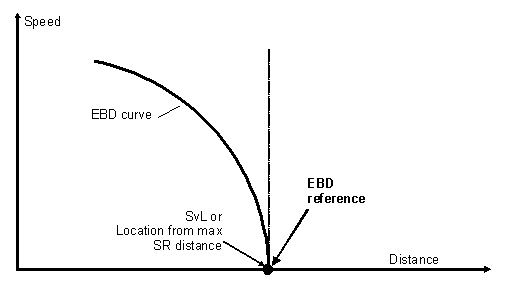 Speed
EBD curve
EBD
reference
SvL or
Location from max
SR distance
Distance